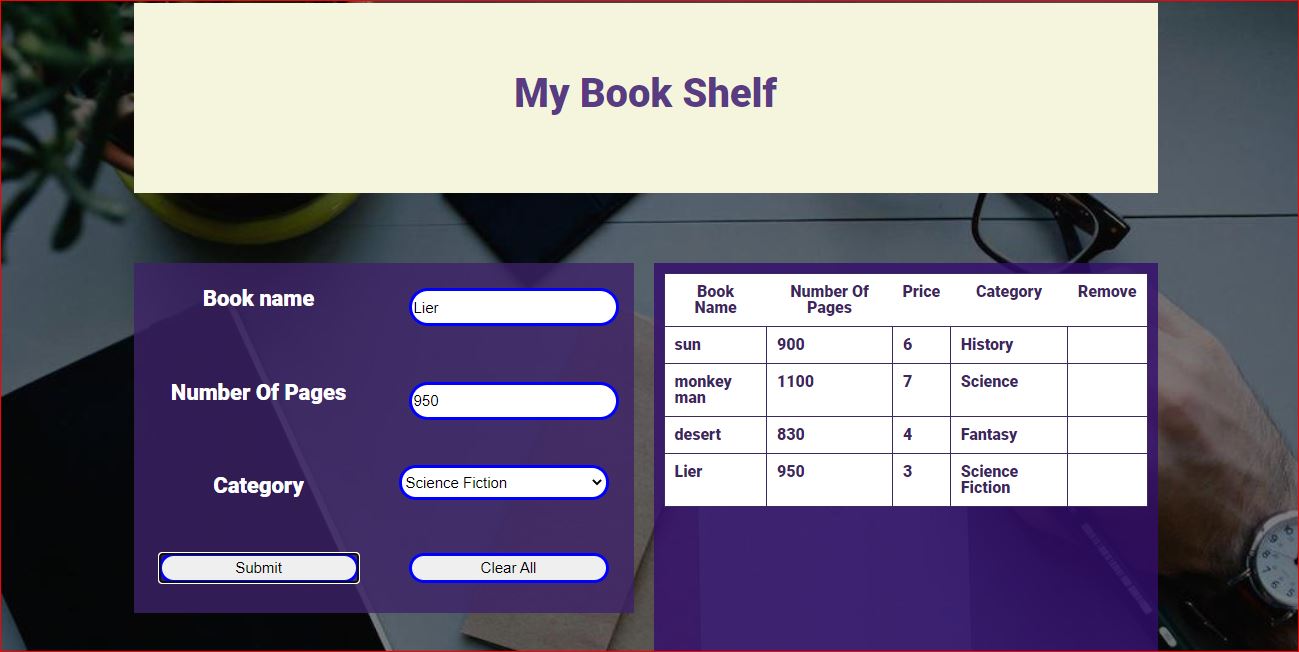 My Book Shelf
Book name
Lier
Number Of Pages
950
Category
Science Fiction
Submit
Clear All
Book Name
Number Of Pages
Price
Category
Remove
sun
900
6
History
monkey man
1100
7
Science
desert
830
4
Fantasy
Lier
950
3
Science Fiction